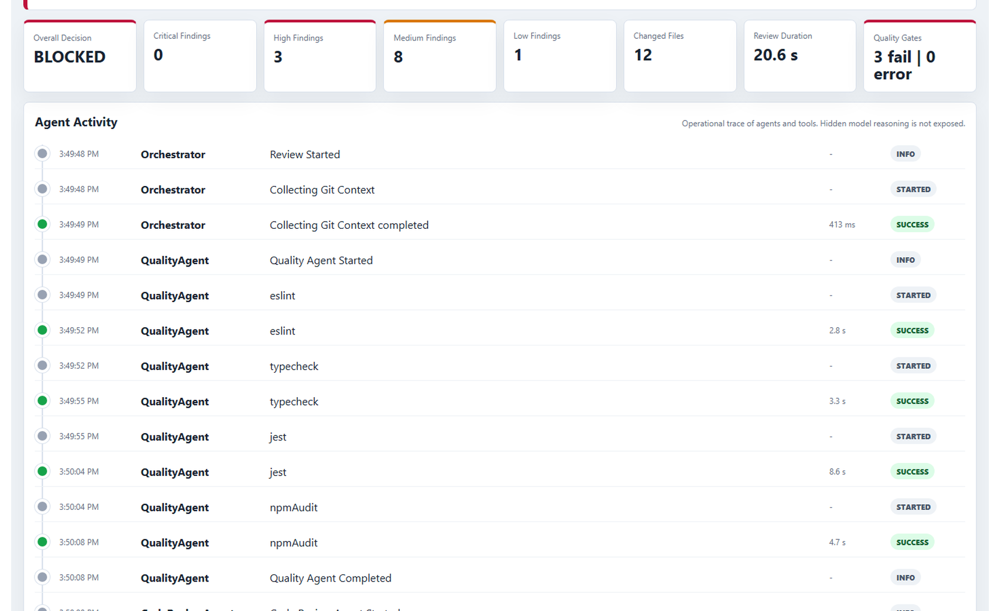 Overall Decision
BLOCKED
Critical Findings
0
High Findings
3
Medium Findings
8
Low Findings
1
Changed Files
12
Review Duration
20.6 s
Quality Gates
3 fail | 0
error
Agent Activity
Operational trace of agents and tools. Hidden model reasoning is not exposed.
3:49:48 PM Orchestrator Review Started - INFO
3:49:48 PM Orchestrator Collecting Git Context - STARTED
3:49:49 PM Orchestrator Collecting Git Context completed 413 ms SUCCESS
3:49:49 PM QualityAgent Quality Agent Started - INFO
3:49:49 PM QualityAgent eslint - STARTED
3:49:52 PM QualityAgent eslint 2.8 s SUCCESS
3:49:52 PM QualityAgent typecheck - STARTED
3:49:55 PM QualityAgent typecheck 3.3 s SUCCESS
3:49:55 PM QualityAgent jest - STARTED
3:50:04 PM QualityAgent jest 8.6 s SUCCESS
3:50:04 PM QualityAgent npmAudit - STARTED
3:50:08 PM QualityAgent npmAudit 4.7 s SUCCESS
3:50:08 PM QualityAgent Quality Agent Completed - INFO